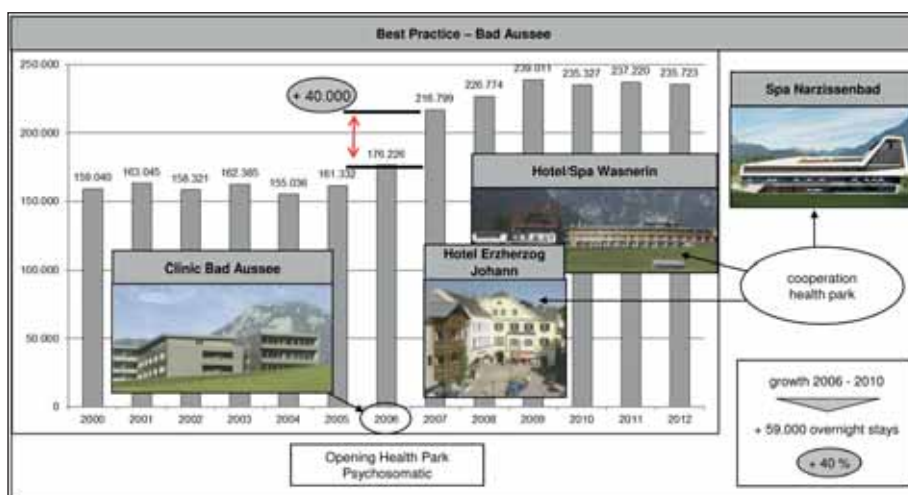 Best Practice – Bad Aussee
250.000
200.000
150.000
100.000
50.000
0
+ 40.000
159.040
163.045
158.321
162.385
155.036
161.332
176.226
216.799
226.774
239.011
235.327
237.220
235.723
Spa Narzissenbad
Hotel/Spa Wasnerin
Hotel Erzherzog
Johann
Clinic Bad Aussee
cooperation
health park
2000
2001
2002
2003
2004
2005
2006
2007
2008
2009
2010
2011
2012
Opening Health Park
Psychosomatic
growth 2006 - 2010
+ 59.000 overnight stays
+ 40 %